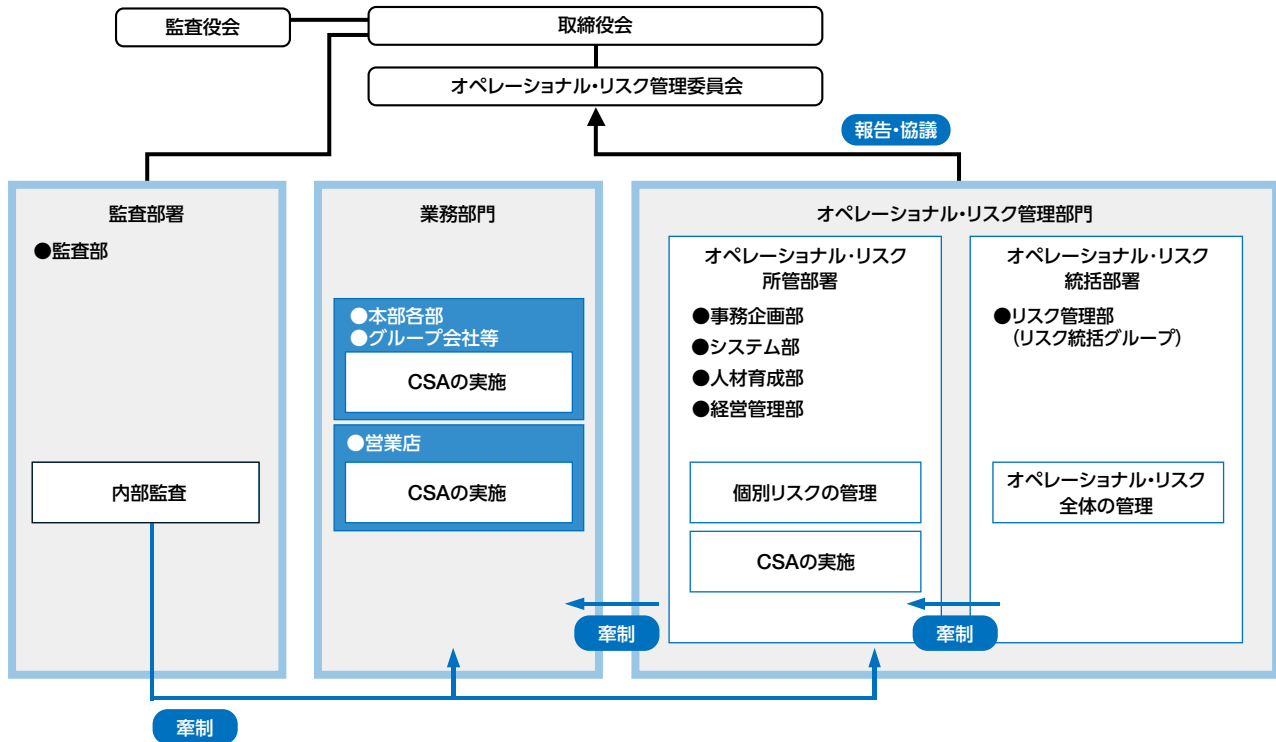 監査役会
取締役会
オペレーショナル・リスク管理委員会
報告・協議
監査部署
●監査部
内部監査
業務部門
●本部各部
●グループ会社等
CSAの実施
●営業店
CSAの実施
オペレーショナル・リスク管理部門
オペレーショナル・リスク
所管部署
●事務企画部
●システム部
●人材育成部
●経営管理部
個別リスクの管理
CSAの実施
オペレーショナル・リスク
統括部署
●リスク管理部
（リスク統括グループ）
オペレーショナル・リスク
全体の管理
牽制
牽制
牽制